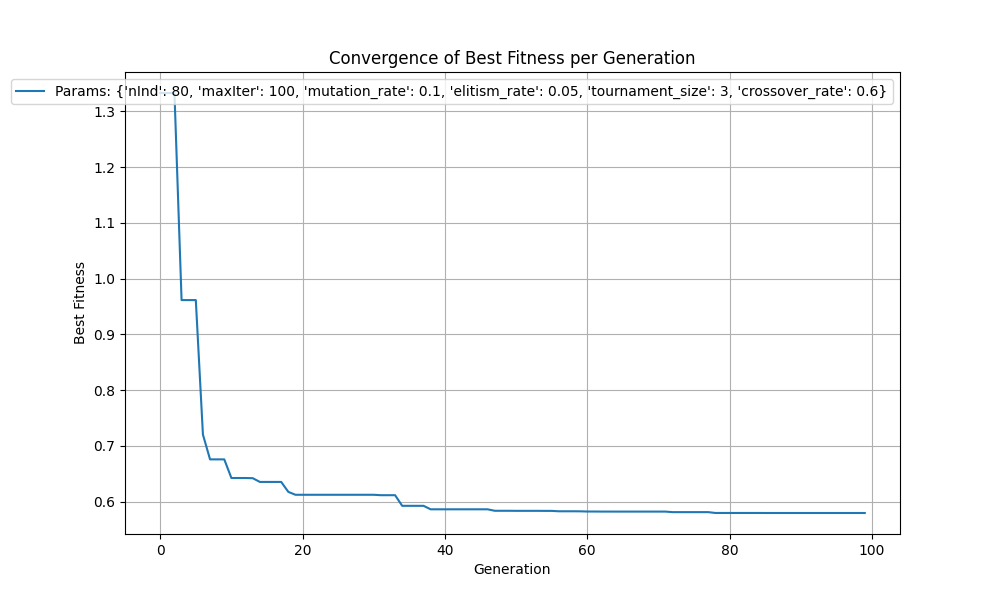 Convergence of Best Fitness per Generation
Params: {'nInd': 80, 'maxIter': 100, 'mutation_rate': 0.1, 'elitism_rate': 0.05, 'tournament_size': 3, 'crossover_rate': 0.6}
1.3
1.2
1.1
1.0
0.9
0.8
0.7
0.6
Best Fitness
0 20 40 60 80 100
Generation